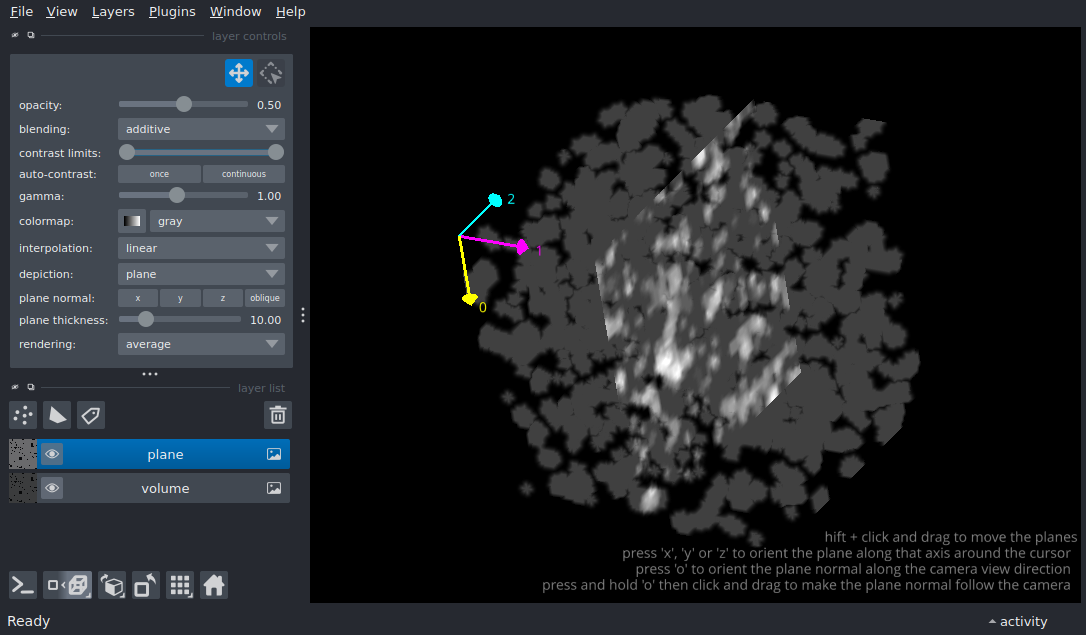 File View Layers Plugins Window Help
layer controls
opacity: 0.50
blending: additive
contrast limits:
auto-contrast: once continuous
gamma: 1.00
colormap: gray
interpolation: linear
depiction: plane
plane normal: x y z oblique
plane thickness: 10.00
rendering: average
layer list
plane
volume
2
1
0
hift + click and drag to move the planes
press 'x', 'y' or 'z' to orient the plane along that axis around the cursor
press 'o' to orient the plane normal along the camera view direction
press and hold 'o' then click and drag to make the plane normal follow the camera
Ready
activity